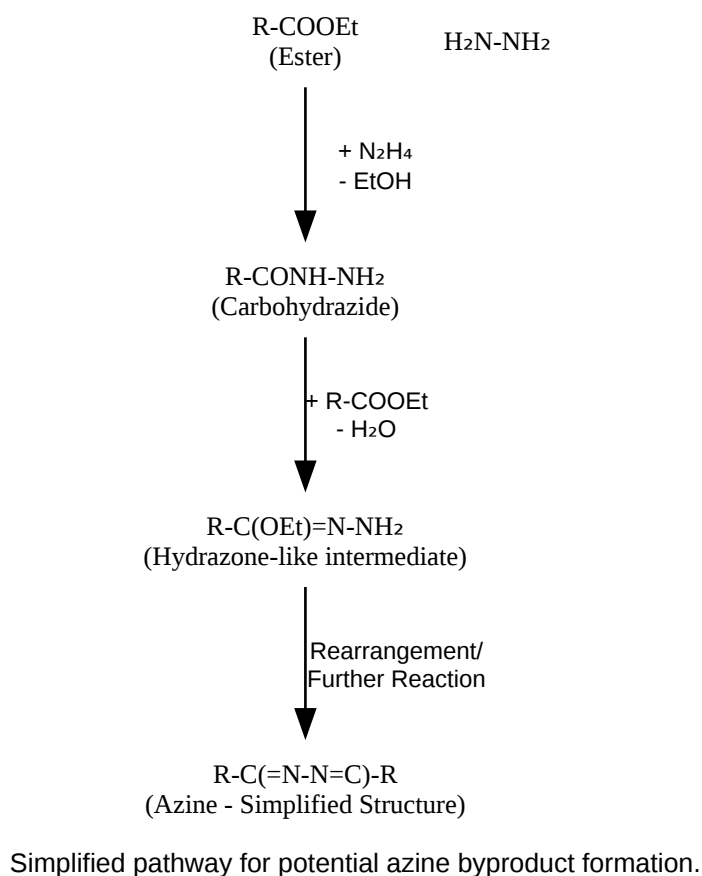 R-COOEt
(Ester)
H₂N-NH₂
+ N₂H₄
- EtOH
R-CONH-NH₂
(Carbohydrazide)
+ R-COOEt
- H₂O
R-C(OEt)=N-NH₂
(Hydrazone-like intermediate)
Rearrangement/
Further Reaction
R-C(=N-N=C)-R
(Azine - Simplified Structure)
Simplified pathway for potential azine byproduct formation.